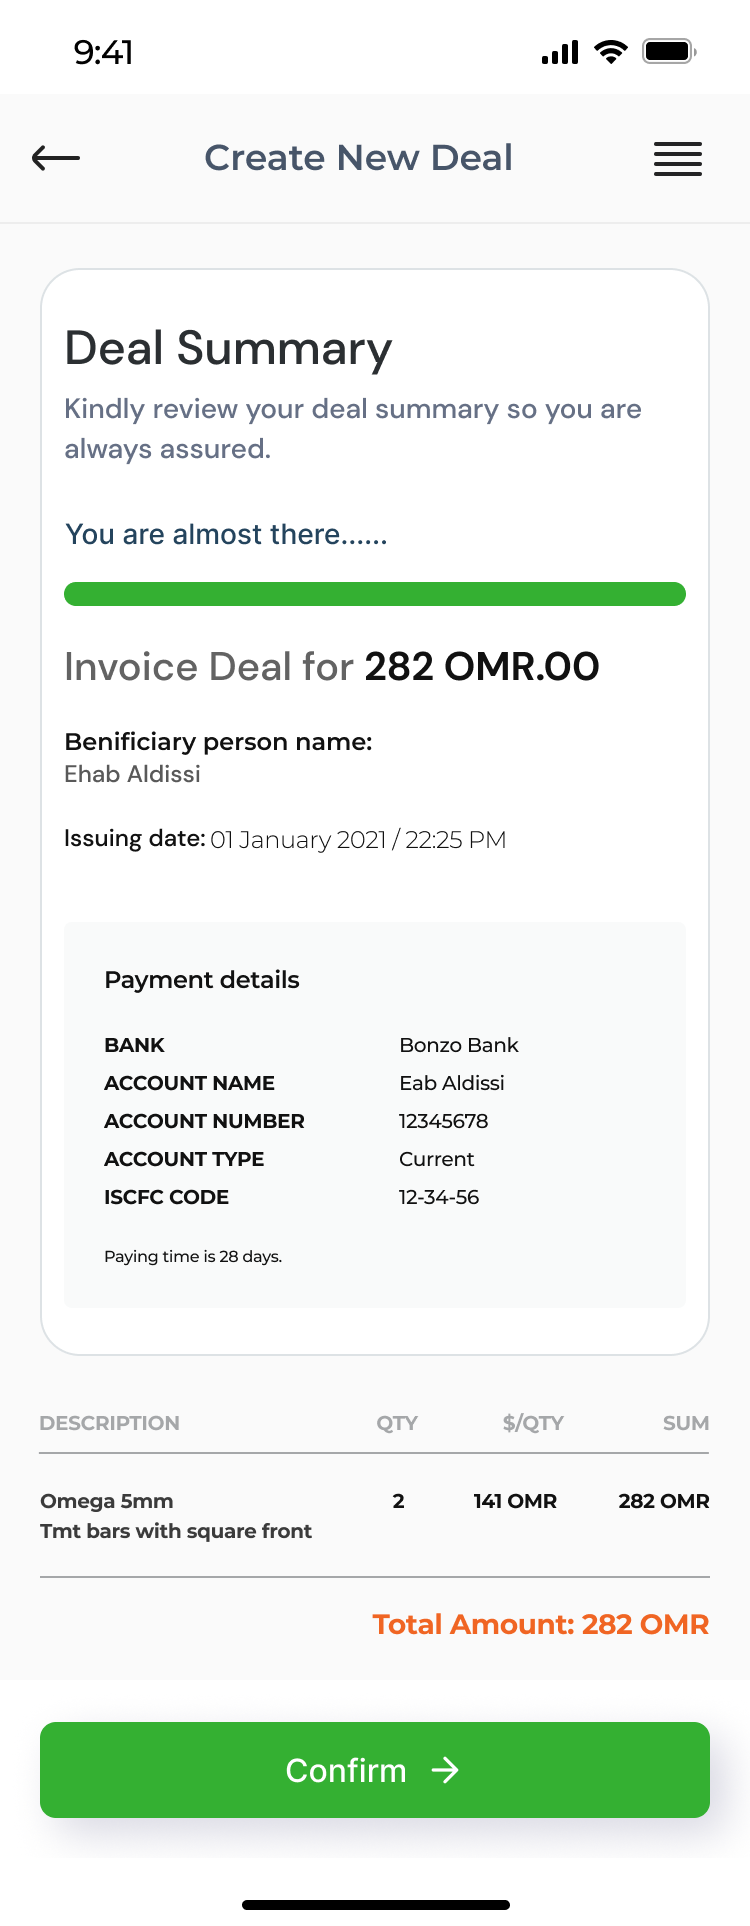 9:41
Create New Deal
Deal Summary
Kindly review your deal summary so you are
always assured.
You are almost there......
Invoice Deal for 282 OMR.00
Benificiary person name:
Ehab Aldissi
Issuing date: 01 January 2021 / 22:25 PM
Payment details
BANK Bonzo Bank
ACCOUNT NAME Eab Aldissi
ACCOUNT NUMBER 12345678
ACCOUNT TYPE Current
ISCFC CODE 12-34-56
Paying time is 28 days.
DESCRIPTION QTY $/QTY SUM
Omega 5mm 2 141 OMR 282 OMR
Tmt bars with square front
Total Amount: 282 OMR
Confirm